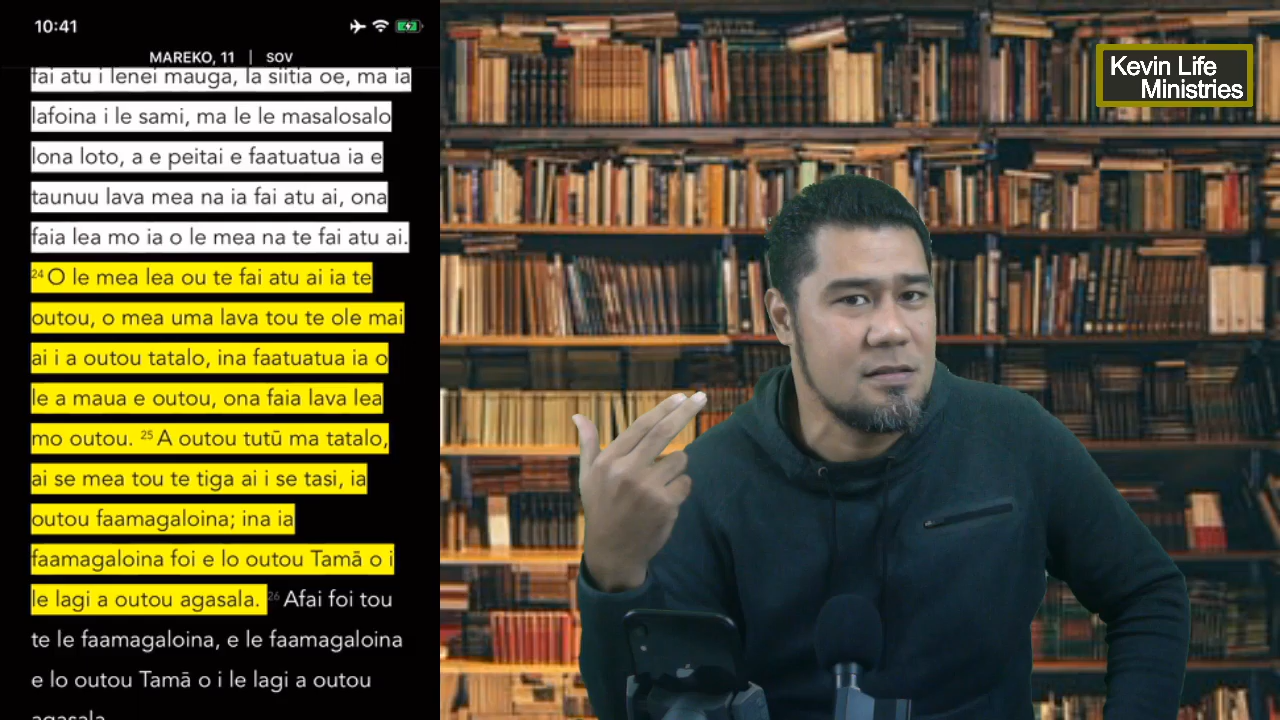 10:41
MAREKO, 11 | SOV
fai atu i lenei mauga, Ia siitia oe, ma ia
lafoina i le sami, ma le le masalosalo
lona loto, a e peitai e faatuatua ia e
taunuu lava mea na ia fai atu ai, ona
faia lea mo ia o le mea na te fai atu ai.
24 O le mea lea ou te fai atu ai ia te
outou, o mea uma lava tou te ole mai
ai i a outou tatalo, ina faatuatua ia o
le a maua e outou, ona faia lava lea
mo outou. 25 A outou tutū ma tatalo,
ai se mea tou te tiga ai i se tasi, ia
outou faamagaloina; ina ia
faamagaloina foi e lo outou Tamā o i
le lagi a outou agasala. 26 Afai foi tou
te le faamagaloina, e le faamagaloina
e lo outou Tamā o i le lagi a outou
agasala
Kevin Life
Ministries